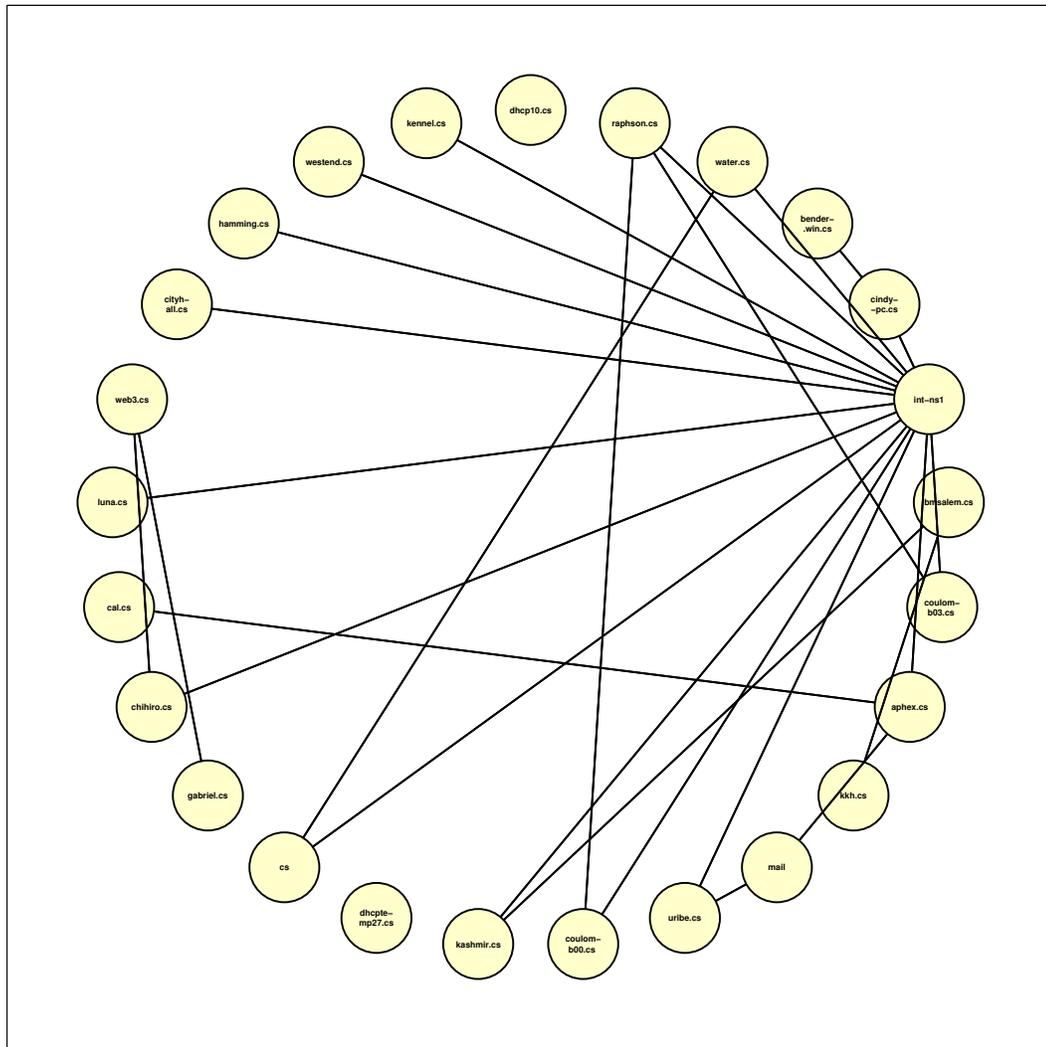 dhcp10.cs
kennel.cs
raphson.cs
westend.cs
water.cs
hamming.cs
bender-
.win.cs
cityh-
all.cs
cindy-
-pc.cs
web3.cs
int-ns1
luna.cs
cal.cs
coulom-
b03.cs
chihiro.cs
aphex.cs
gabriel.cs
kkh.cs
cs
mail
dhcpte-
mp27.cs
uribe.cs
kashmir.cs
coulom-
b00.cs